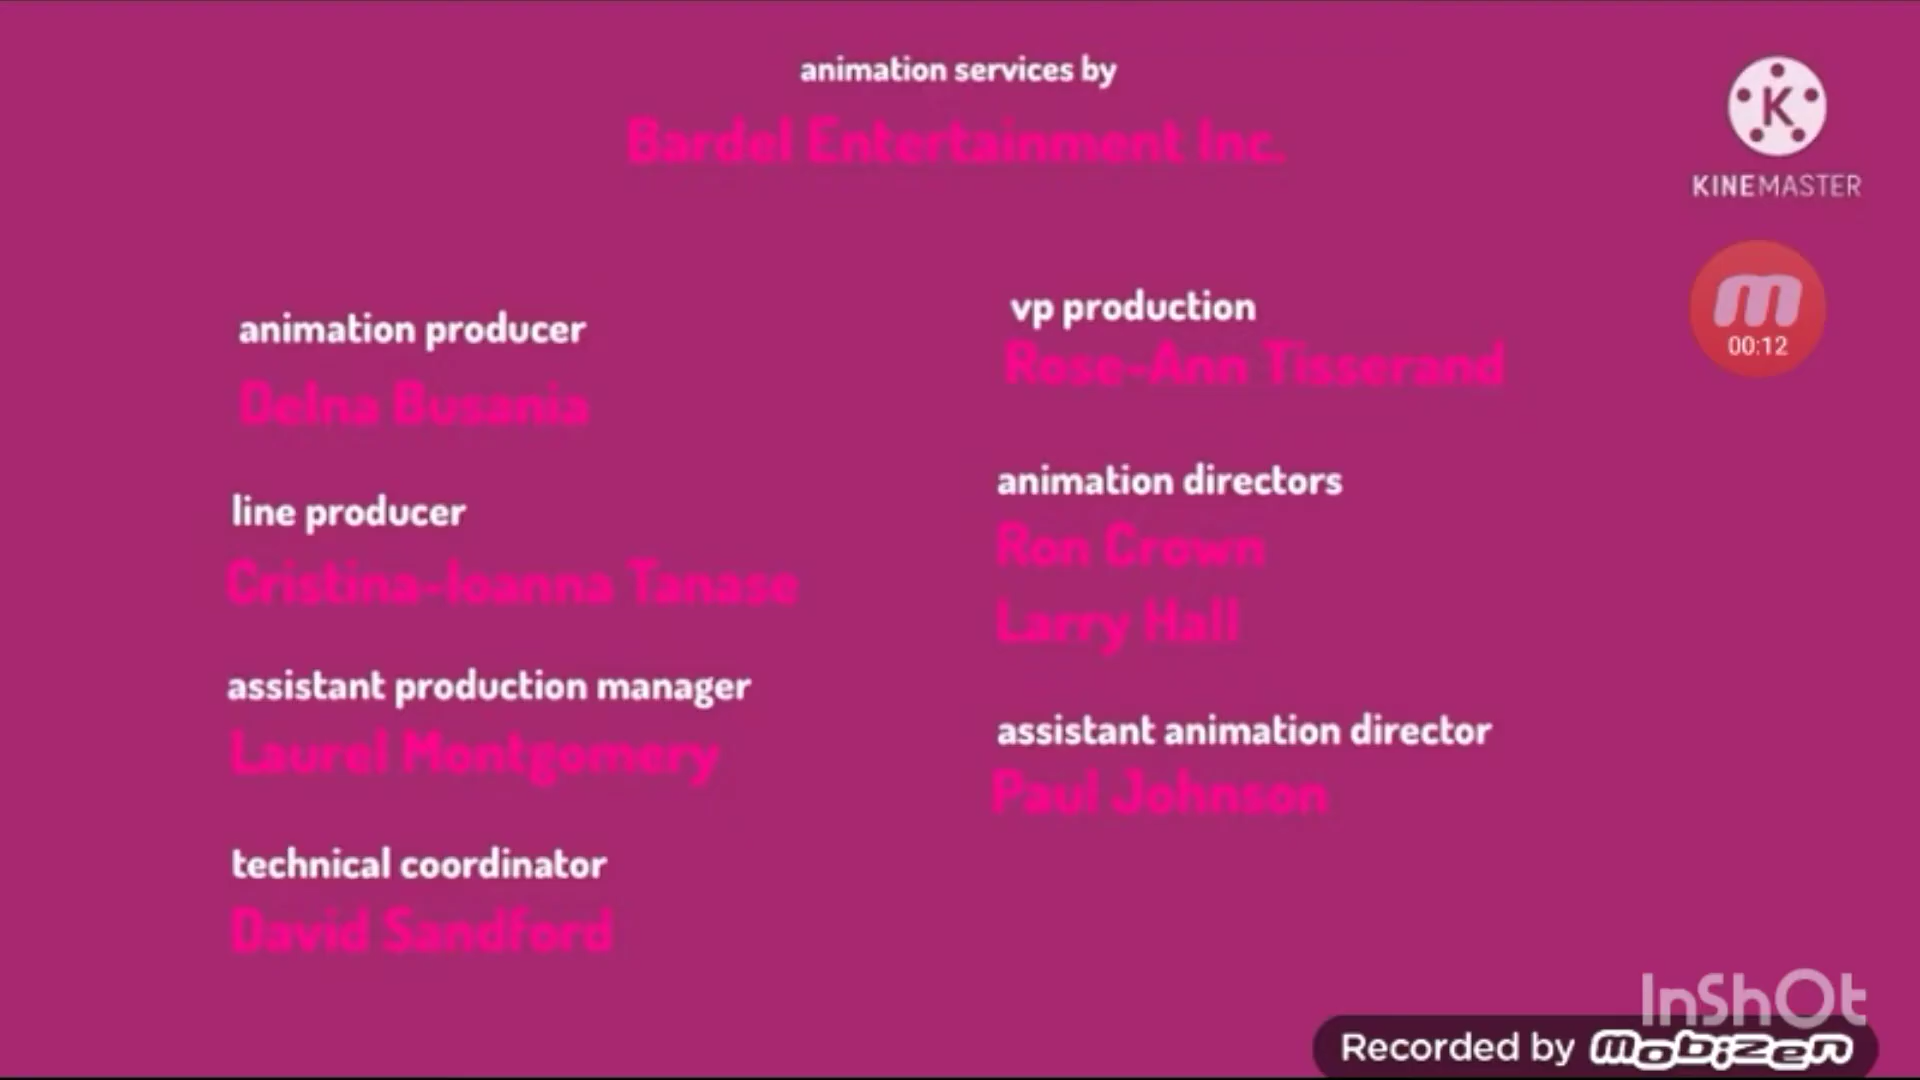 animation services by
Bardel Entertainment Inc.
animation producer
Delna Busania
line producer
Cristina-Ioanna Tanase
assistant production manager
Laurel Montgomery
technical coordinator
David Sandford
vp production
Rose-Ann Tisserand
animation directors
Ron Crown
Larry Hall
assistant animation director
Paul Johnson
K
KINEMASTER
m
00:12
InShOt
Recorded by mobizen